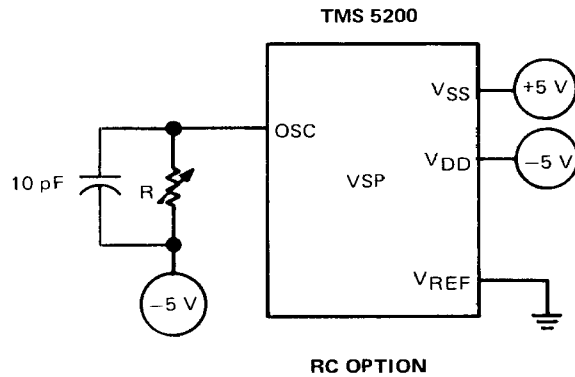 TMS 5200
VSS
+5 V
OSC
VDD
−5 V
10 pF
R
VSP
−5 V
VREF
RC OPTION